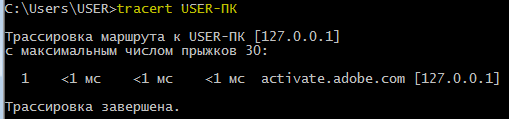 C:\Users\USER>tracert USER-ПК
Трассировка маршрута к USER-ПК [127.0.0.1]
с максимальным числом прыжков 30:
1 <1 мс <1 мс <1 мс activate.adobe.com [127.0.0.1]
Трассировка завершена.